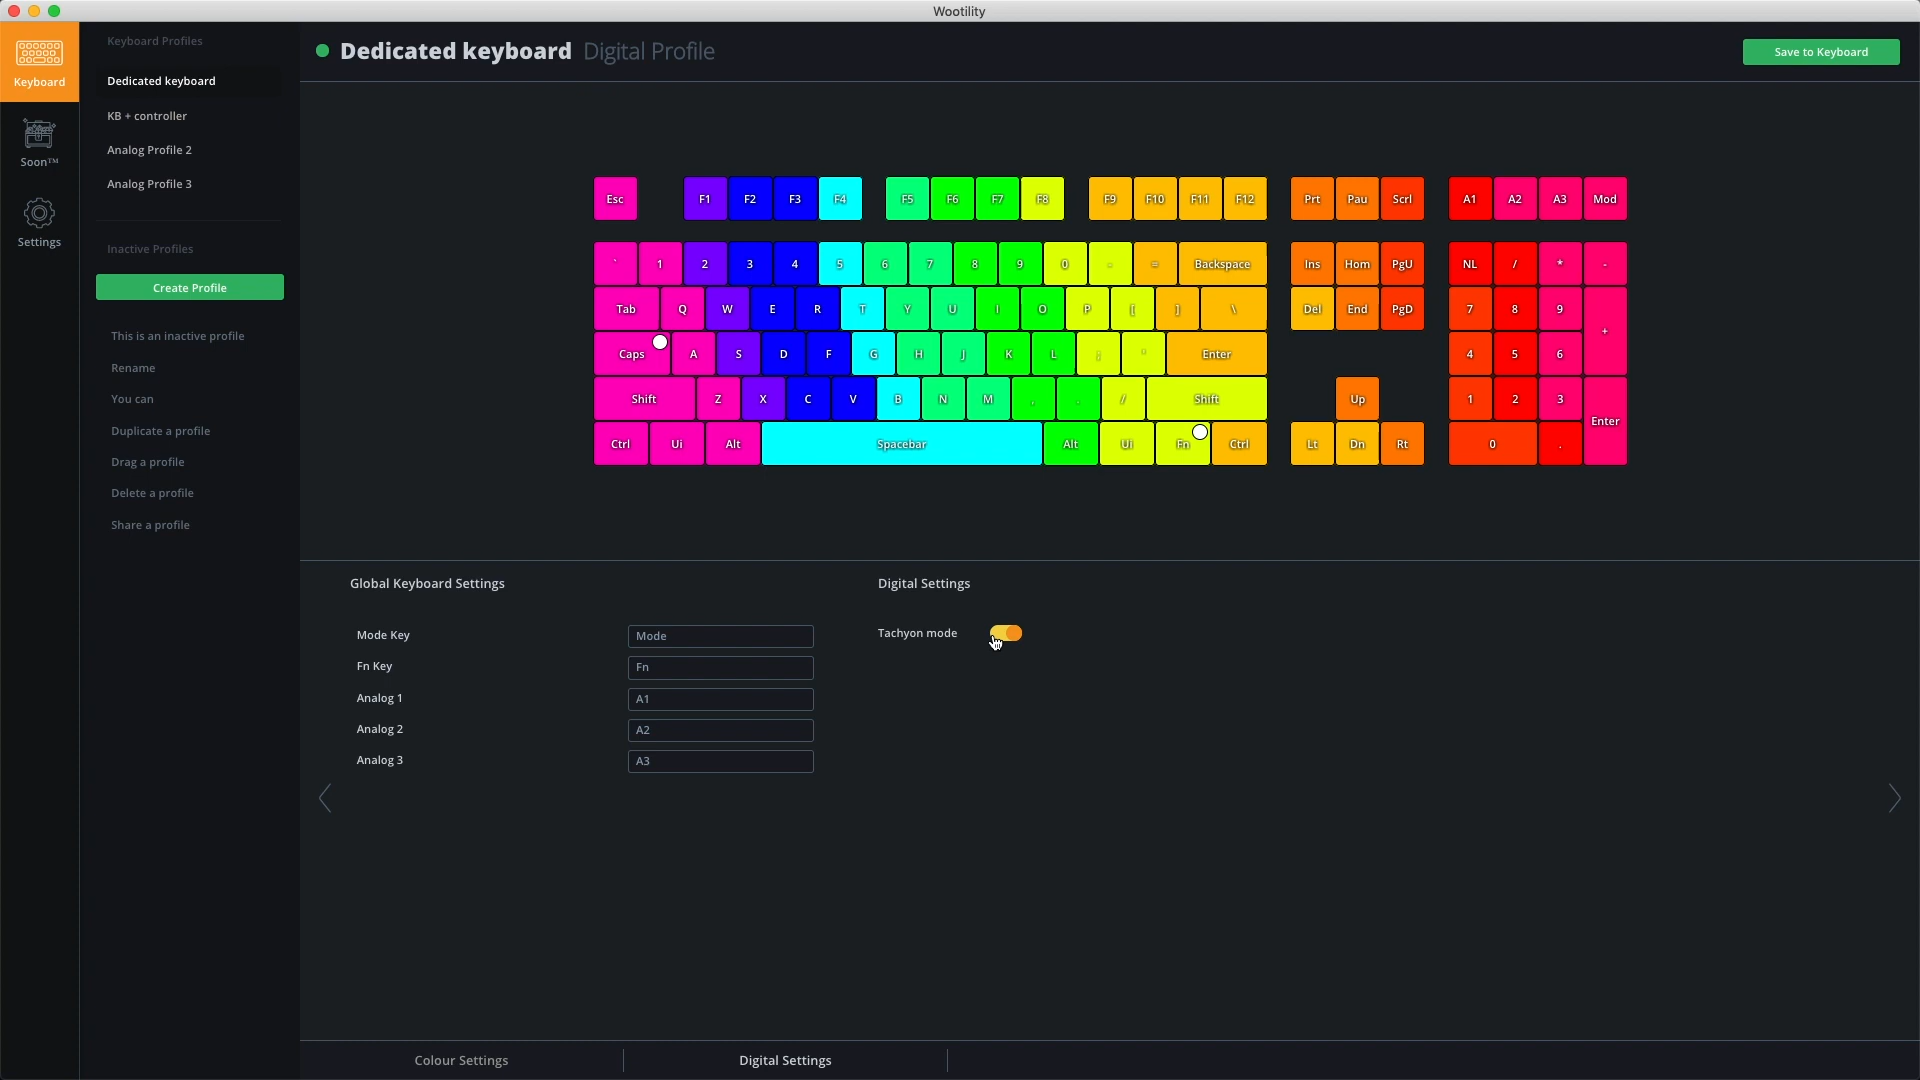 Wootility
Keyboard
Soon™
Settings
Keyboard Profiles
Dedicated keyboard
KB + controller
Analog Profile 2
Analog Profile 3
Inactive Profiles
Create Profile
This is an inactive profile
Rename
You can
Duplicate a profile
Drag a profile
Delete a profile
Share a profile
Dedicated keyboard Digital Profile
Save to Keyboard
Esc F1 F2 F3 F4 F5 F6 F7 F8 F9 F10 F11 F12 Prt Pau Scrl A1 A2 A3 Mod
` 1 2 3 4 5 6 7 8 9 0 - = Backspace Ins Hom PgU NL / * -
Tab Q W E R T Y U I O P [ ] \ Del End PgD 7 8 9 +
Caps A S D F G H J K L ; ' Enter 4 5 6
Shift Z X C V B N M , . / Shift Up 1 2 3 Enter
Ctrl Ui Alt Spacebar Alt Ui Fn Ctrl Lt Dn Rt 0 .
Global Keyboard Settings
Mode Key Mode
Fn Key Fn
Analog 1 A1
Analog 2 A2
Analog 3 A3
Digital Settings
Tachyon mode
Colour Settings
Digital Settings